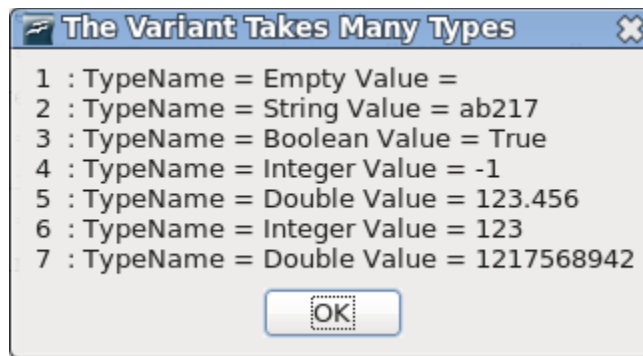 The Variant Takes Many Types
1 : TypeName = Empty Value =
2 : TypeName = String Value = ab217
3 : TypeName = Boolean Value = True
4 : TypeName = Integer Value = -1
5 : TypeName = Double Value = 123.456
6 : TypeName = Integer Value = 123
7 : TypeName = Double Value = 1217568942
OK